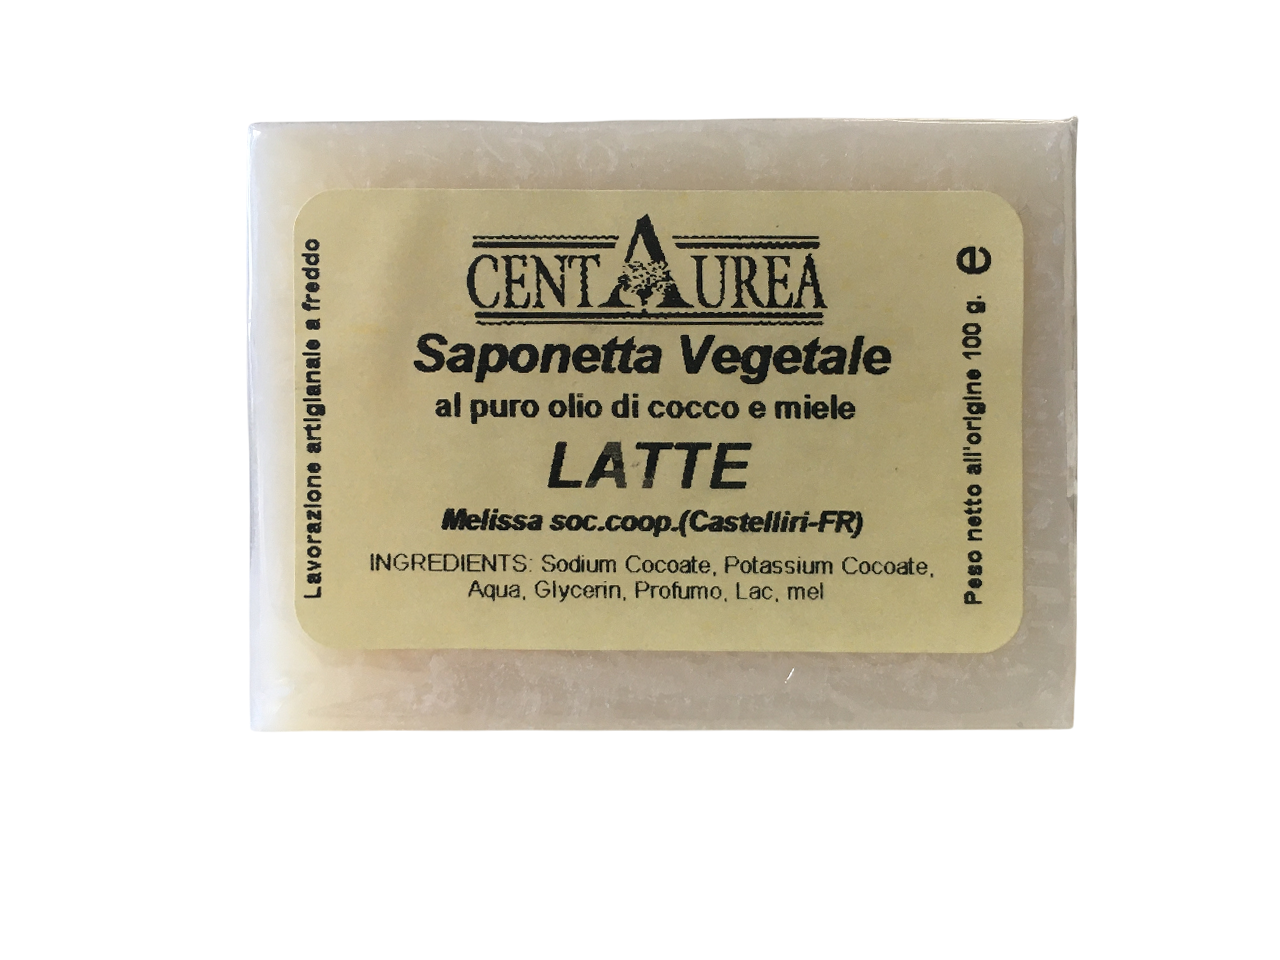 CENTAUREA
Saponetta Vegetale
al puro olio di cocco e miele
LATTE
Melissa soc.coop.(Castelliri-FR)
INGREDIENTS: Sodium Cocoate, Potassium Cocoate,
Aqua, Glycerin, Profumo, Lac, mel
Lavorazione artigianale a freddo
Peso netto all'origine 100 g. e